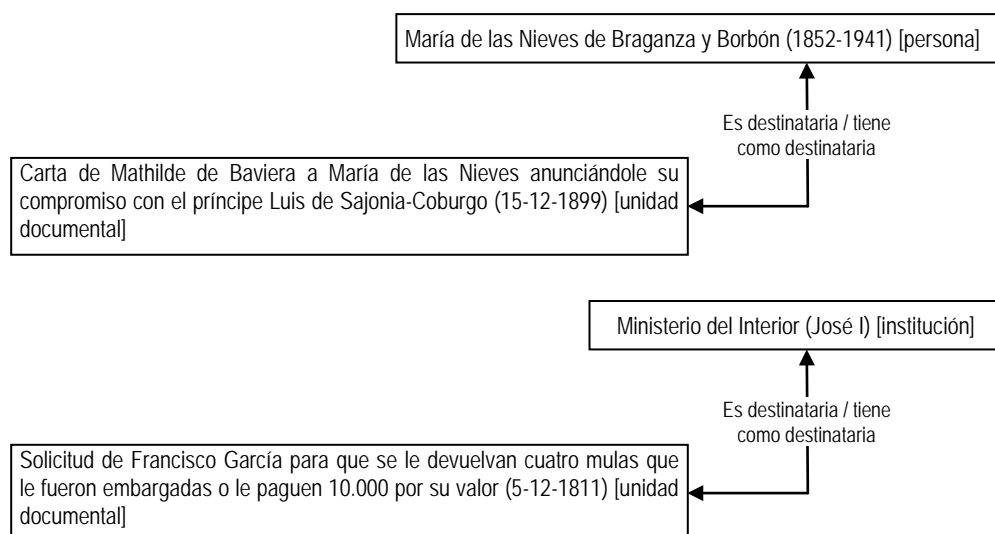 María de las Nieves de Braganza y Borbón (1852-1941) [persona]
Es destinataria / tiene
como destinataria
Carta de Mathilde de Baviera a María de las Nieves anunciándole su
compromiso con el príncipe Luis de Sajonia-Coburgo (15-12-1899) [unidad
documental]
Ministerio del Interior (José I) [institución]
Es destinataria / tiene
como destinataria
Solicitud de Francisco García para que se le devuelvan cuatro mulas que
le fueron embargadas o le paguen 10.000 por su valor (5-12-1811) [unidad
documental]